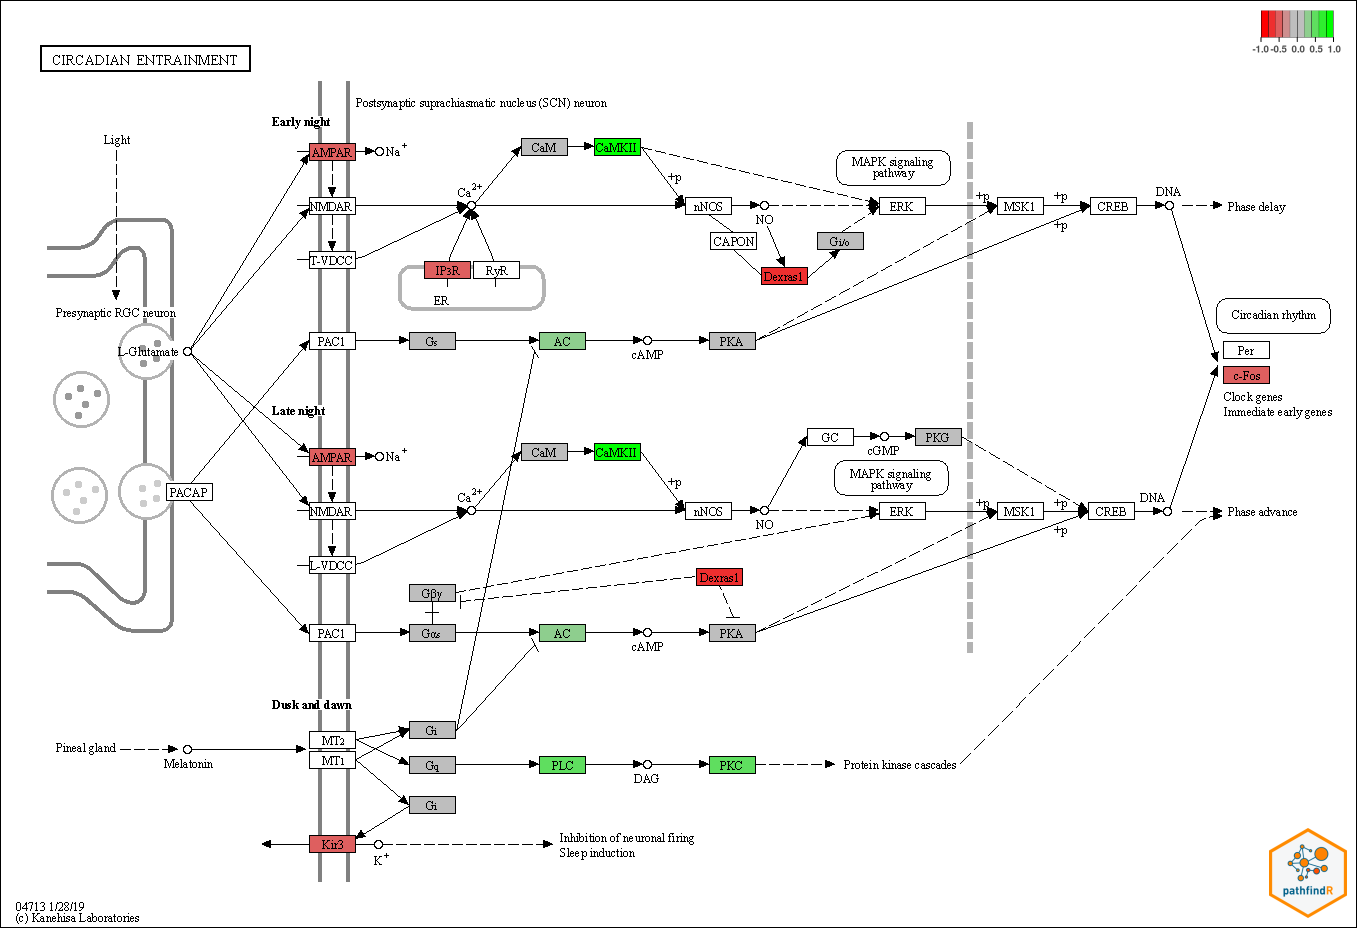 -1.0 -0.5 0.0 0.5 1.0
CIRCADIAN ENTRAINMENT
Postsynaptic suprachiasmatic nucleus (SCN) neuron
Early night
Light
AMPAR
Na+
CaM
CaMKII
MAPK signaling
pathway
+p
Ca2+
NMDAR
nNOS
NO
ERK
+p
MSK1
+p
CREB
DNA
Phase delay
+p
CAPON
Gi/o
T-VDCC
IP3R
RyR
Dexras1
ER
Presynaptic RGC neuron
Circadian rhythm
L-Glutamate
PAC1
Gs
AC
cAMP
PKA
Per
c-Fos
Clock genes
Immediate early genes
Late night
AMPAR
Na+
CaM
CaMKII
GC
cGMP
PKG
MAPK signaling
pathway
+p
PACAP
Ca2+
NMDAR
nNOS
NO
ERK
+p
MSK1
+p
CREB
DNA
Phase advance
+p
L-VDCC
Dexras1
Gβγ
PAC1
Gαs
AC
cAMP
PKA
Dusk and dawn
Gi
MT2
Pineal gland
Melatonin
MT1
Gq
PLC
DAG
PKC
Protein kinase cascades
Gi
Kir3
K+
Inhibition of neuronal firing
Sleep induction
pathfindR
04713 1/28/19
(c) Kanehisa Laboratories